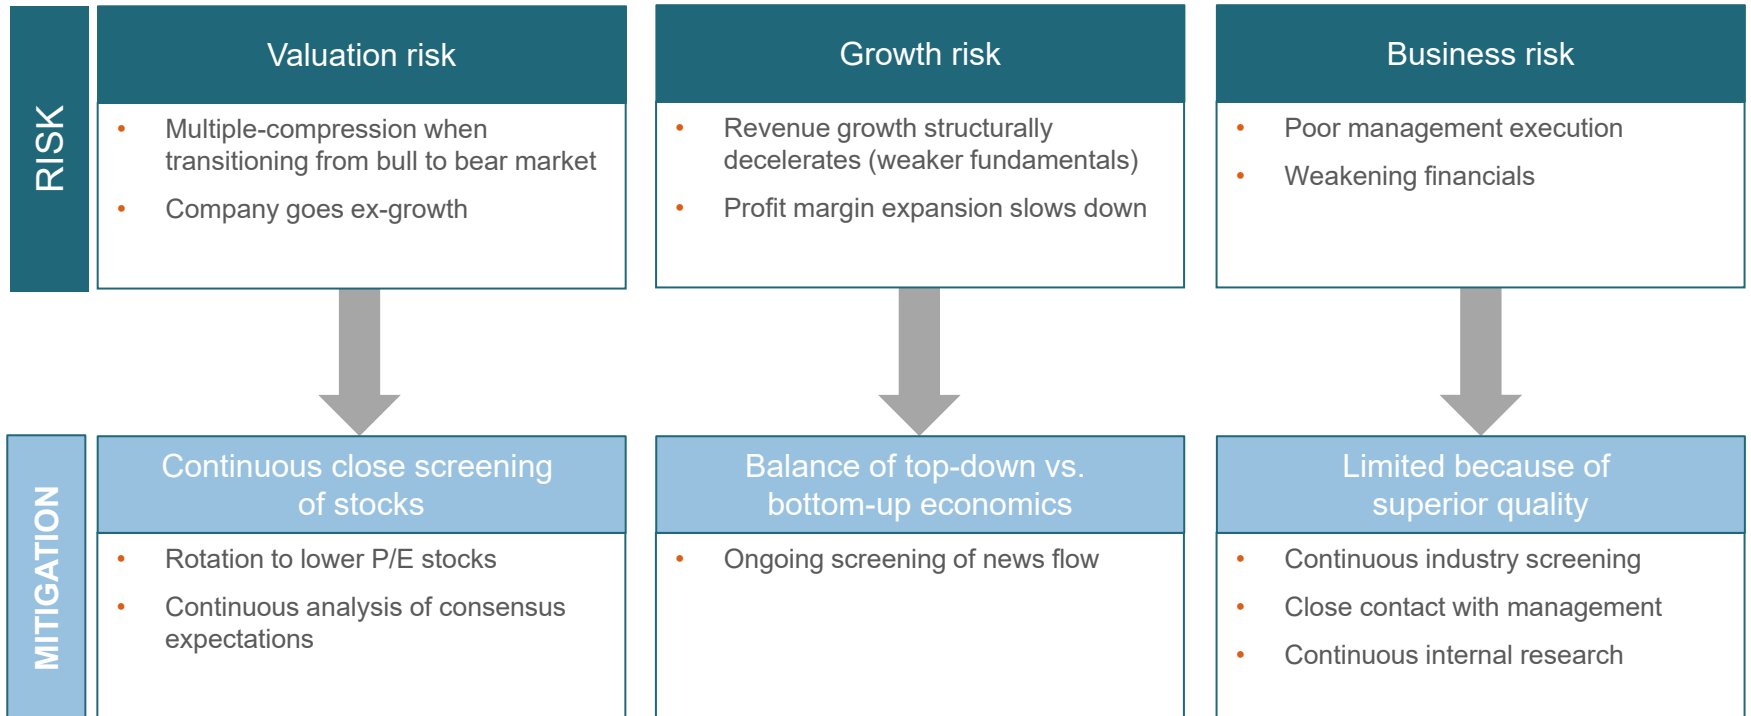 RISK
Valuation risk
• Multiple-compression when
transitioning from bull to bear market
• Company goes ex-growth
Growth risk
• Revenue growth structurally
decelerates (weaker fundamentals)
• Profit margin expansion slows down
Business risk
• Poor management execution
• Weakening financials
MITIGATION
Continuous close screening
of stocks
• Rotation to lower P/E stocks
• Continuous analysis of consensus
expectations
Balance of top-down vs.
bottom-up economics
• Ongoing screening of news flow
Limited because of
superior quality
• Continuous industry screening
• Close contact with management
• Continuous internal research